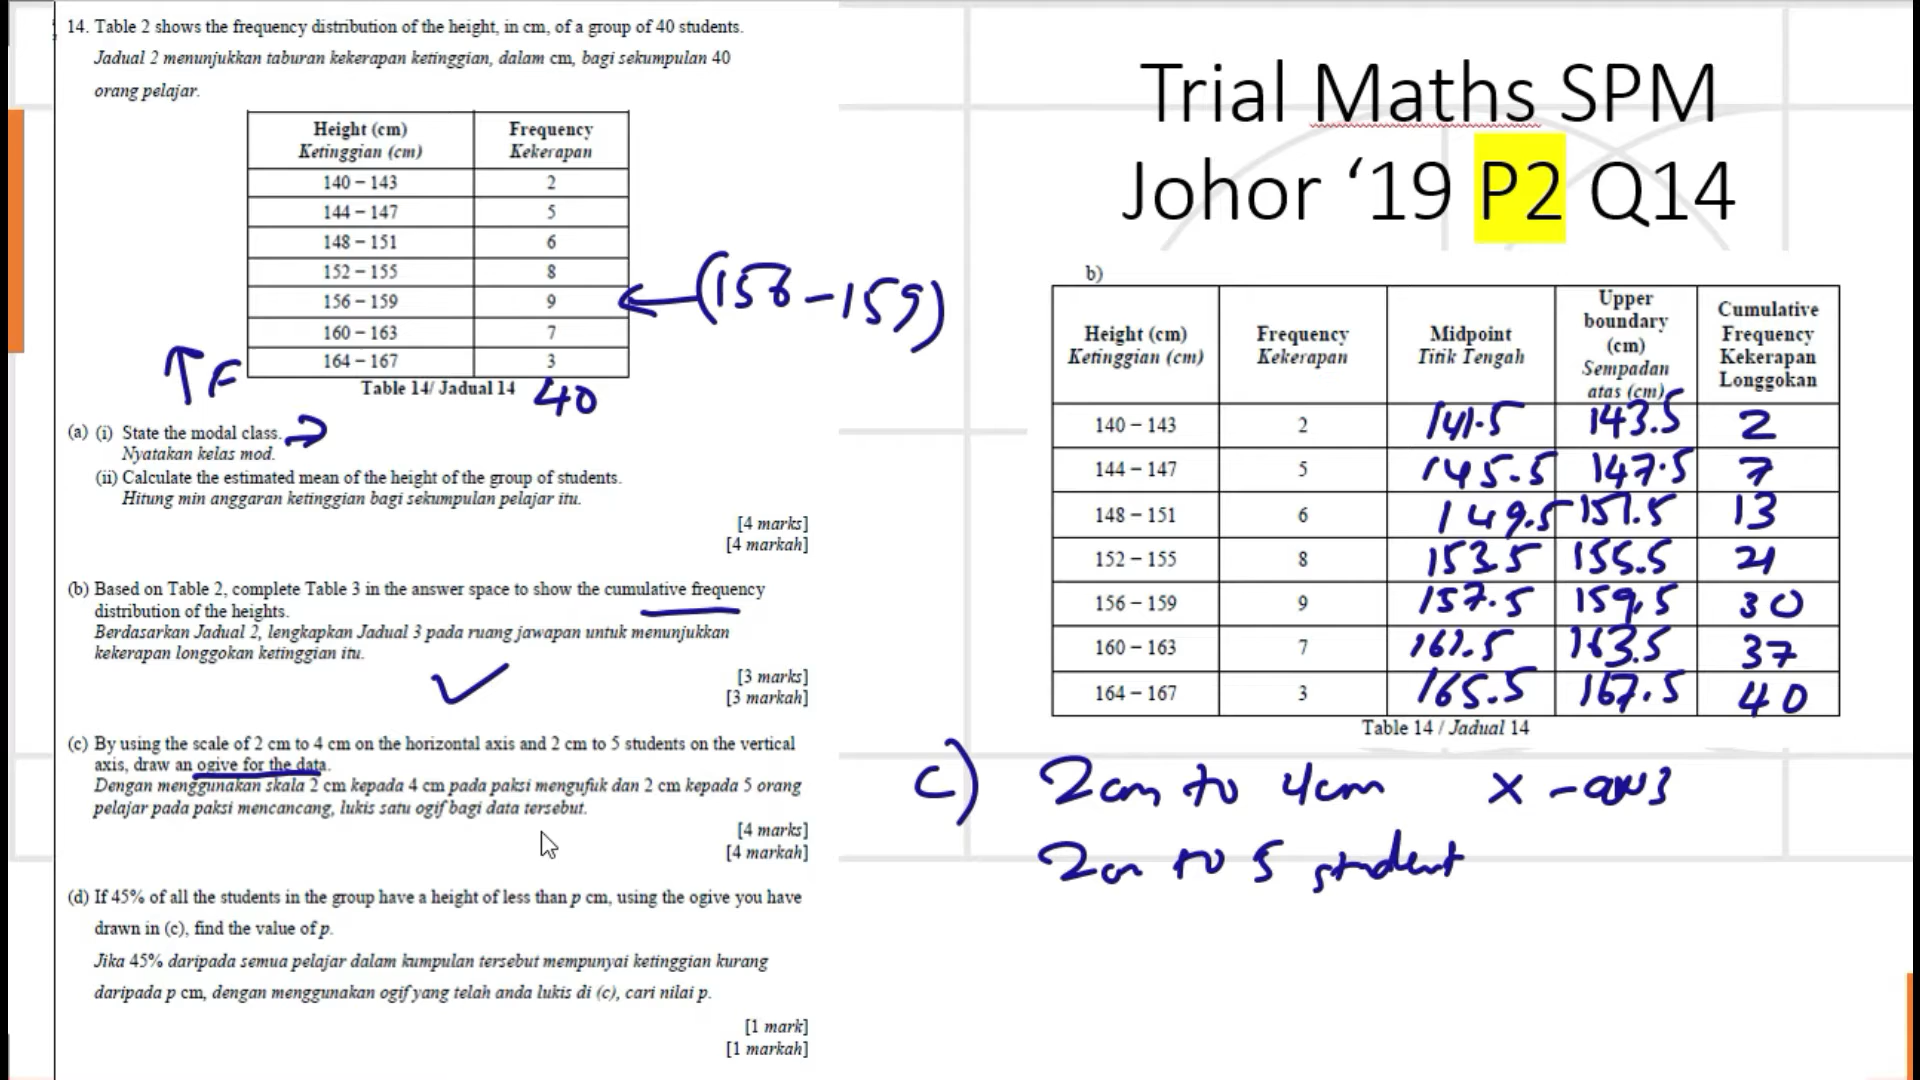 14. Table 2 shows the frequency distribution of the height, in cm, of a group of 40 students.
Jadual 2 menunjukkan taburan kekerapan ketinggian, dalam cm, bagi sekumpulan 40
orang pelajar.
Height (cm) Frequency
Ketinggian (cm) Kekerapan
140 – 143 2
144 – 147 5
148 – 151 6
152 – 155 8
156 – 159 9
160 – 163 7
164 – 167 3
Table 14/ Jadual 14
40
(156 – 159)
F
(a) (i) State the modal class.
Nyatakan kelas mod.
(ii) Calculate the estimated mean of the height of the group of students.
Hitung min anggaran ketinggian bagi sekumpulan pelajar itu.
[4 marks]
[4 markah]
(b) Based on Table 2, complete Table 3 in the answer space to show the cumulative frequency
distribution of the heights.
Berdasarkan Jadual 2, lengkapkan Jadual 3 pada ruang jawapan untuk menunjukkan
kekerapan longgokan ketinggian itu.
[3 marks]
[3 markah]
(c) By using the scale of 2 cm to 4 cm on the horizontal axis and 2 cm to 5 students on the vertical
axis, draw an ogive for the data.
Dengan menggunakan skala 2 cm kepada 4 cm pada paksi mengufuk dan 2 cm kepada 5 orang
pelajar pada paksi mencancang, lukis satu ogif bagi data tersebut.
[4 marks]
[4 markah]
(d) If 45% of all the students in the group have a height of less than p cm, using the ogive you have
drawn in (c), find the value of p.
Jika 45% daripada semua pelajar dalam kumpulan tersebut mempunyai ketinggian kurang
daripada p cm, dengan menggunakan ogif yang telah anda lukis di (c), cari nilai p.
[1 mark]
[1 markah]
Trial Maths SPM
Johor ‘19 P2 Q14
b)
Height (cm) Ketinggian (cm)
Frequency Kekerapan
Midpoint Titik Tengah
Upper boundary (cm) Sempadan atas (cm)
Cumulative Frequency Kekerapan Longgokan
140 – 143 2 141.5 143.5 2
144 – 147 5 145.5 147.5 7
148 – 151 6 149.5 151.5 13
152 – 155 8 153.5 155.5 21
156 – 159 9 157.5 159.5 30
160 – 163 7 161.5 163.5 37
164 – 167 3 165.5 167.5 40
Table 14 / Jadual 14
c) 2cm to 4cm x-axis
2cm to 5 student